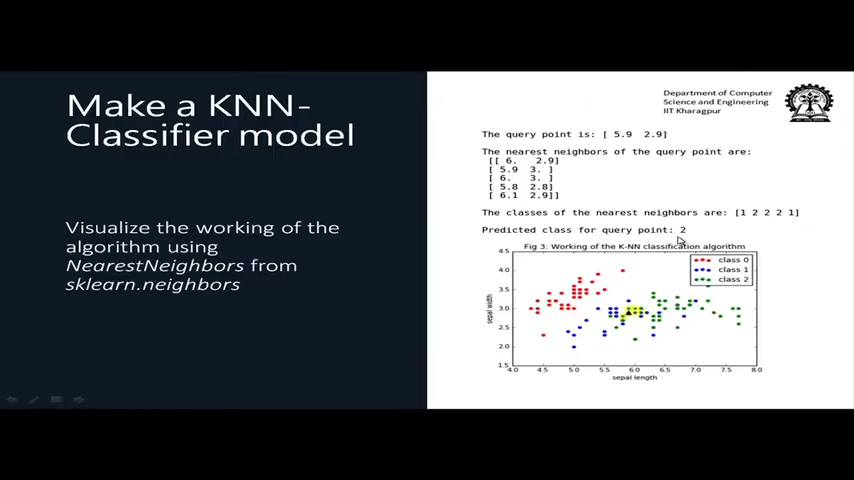 Make a KNN-
Classifier model
Visualize the working of the
algorithm using
NearestNeighbors from
sklearn.neighbors
Department of Computer
Science and Engineering
IIT Kharagpur
The query point is: [ 5.9 2.9]
The nearest neighbors of the query point are:
[[ 6. 2.9]
[ 5.9 3. ]
[ 6. 3. ]
[ 5.8 2.8]
[ 6.1 2.9]]
The classes of the nearest neighbors are: [1 2 2 2 1]
Predicted class for query point: 2
Fig 3: Working of the K-NN classification algorithm
class 0
class 1
class 2
4.5
4.0
3.5
3.0
2.5
2.0
1.5
sepal width
4.0 4.5 5.0 5.5 6.0 6.5 7.0 7.5 8.0
sepal length